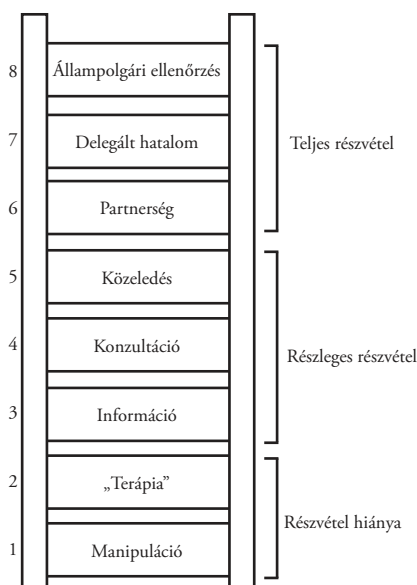 8 Állampolgári ellenőrzés
7 Delegált hatalom
Teljes részvétel
6 Partnerség
5 Közeledés
4 Konzultáció
Részleges részvétel
3 Információ
2 „Terápia”
Részvétel hiánya
1 Manipuláció